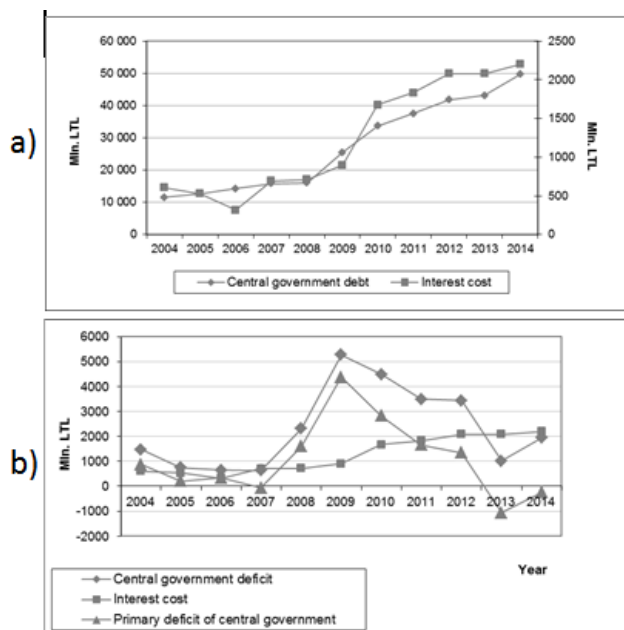 a)
60 000
50 000
40 000
30 000
20 000
10 000
0
Mln. LTL
2500
2000
1500
1000
500
0
Mln. LTL
2004 2005 2006 2007 2008 2009 2010 2011 2012 2013 2014
Central government debt Interest cost
b)
6000
5000
4000
3000
2000
1000
0
-1000
-2000
Mln. LTL
2004 2005 2006 2007 2008 2009 2010 2011 2012 2013 2014
Year
Central government deficit
Interest cost
Primary deficit of central government